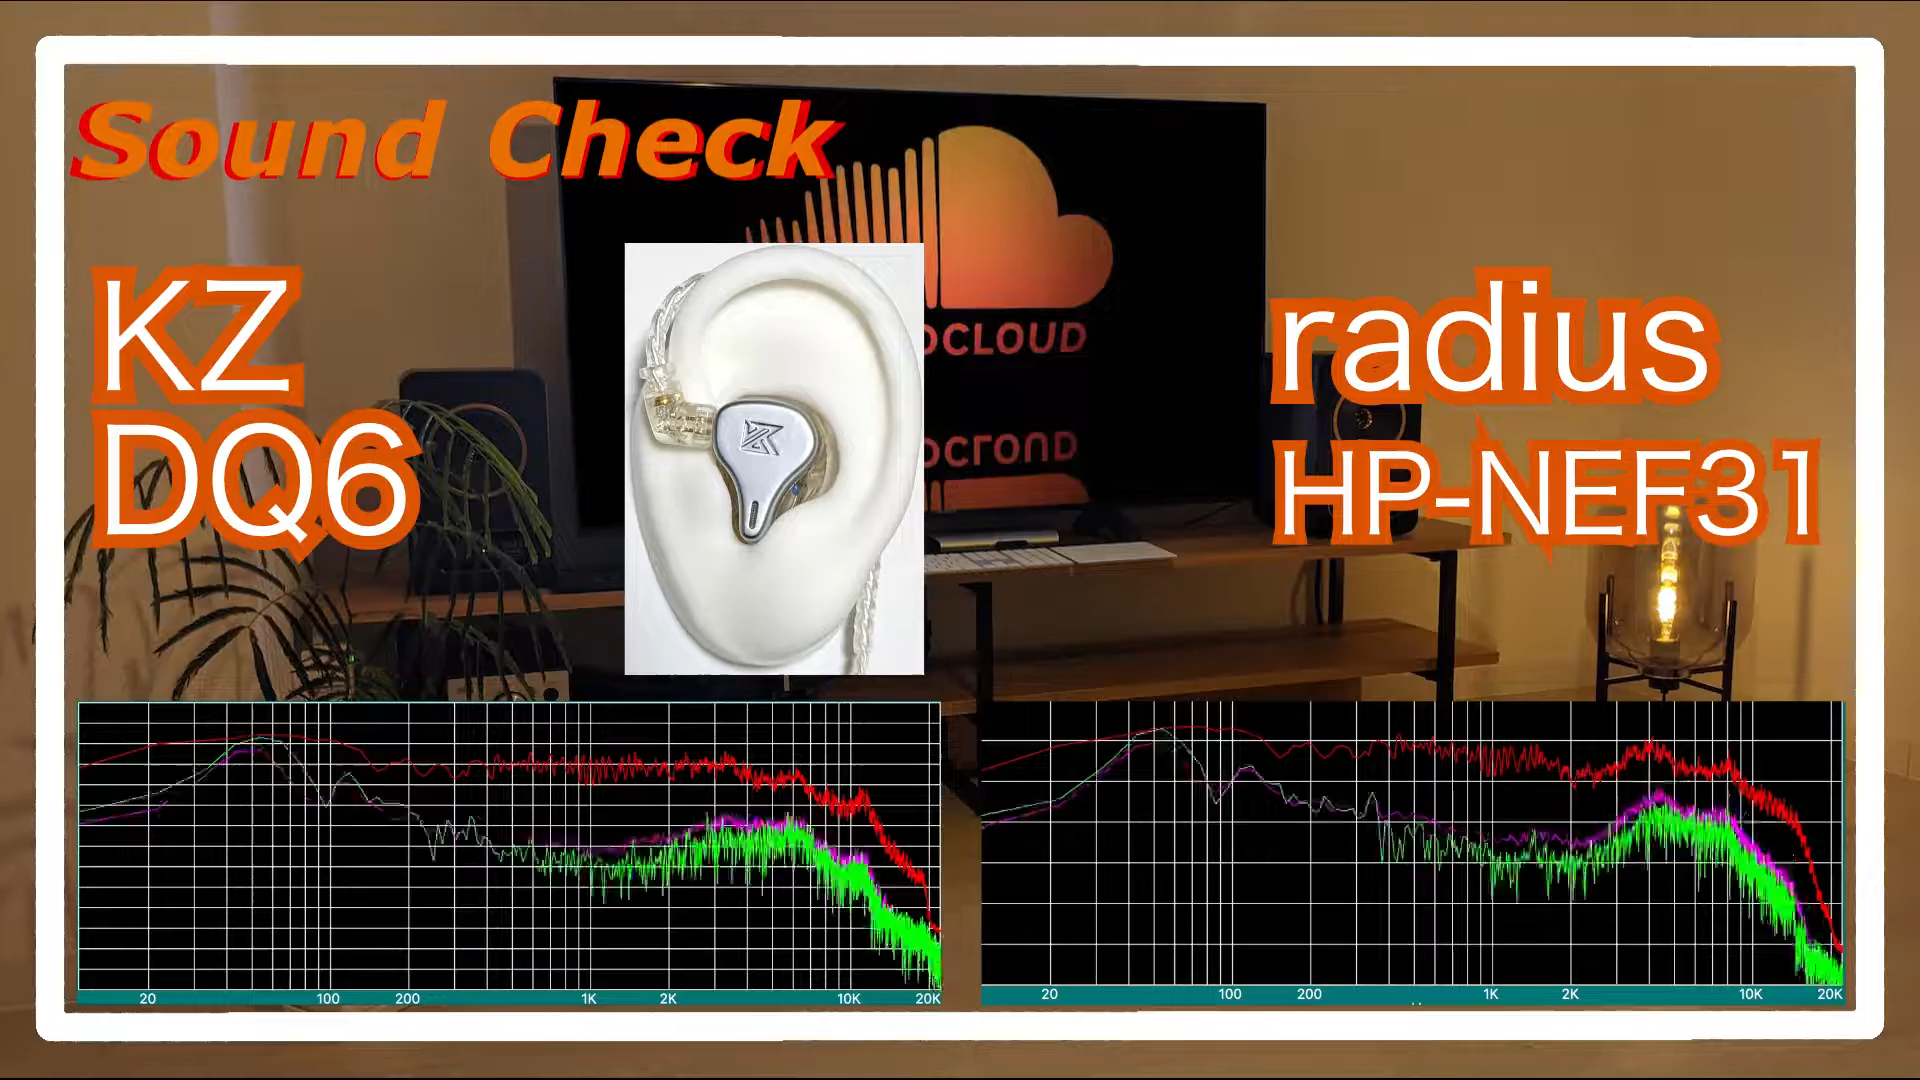 Sound Check
KZ
DQ6
radius
HP-NEF31
OCLOUD
20 100 200 1K 2K 10K 20K
20 100 200 1K 2K 10K 20K